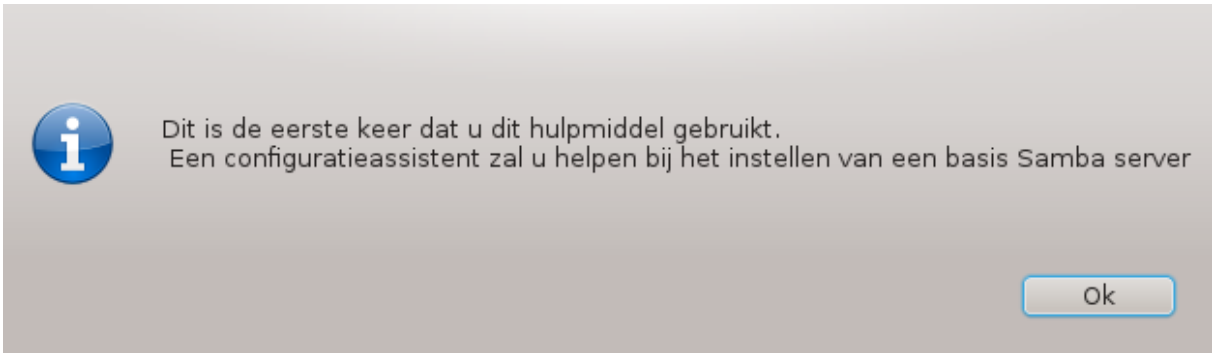 Dit is de eerste keer dat u dit hulpmiddel gebruikt.
Een configuratieassistent zal u helpen bij het instellen van een basis Samba server
Ok